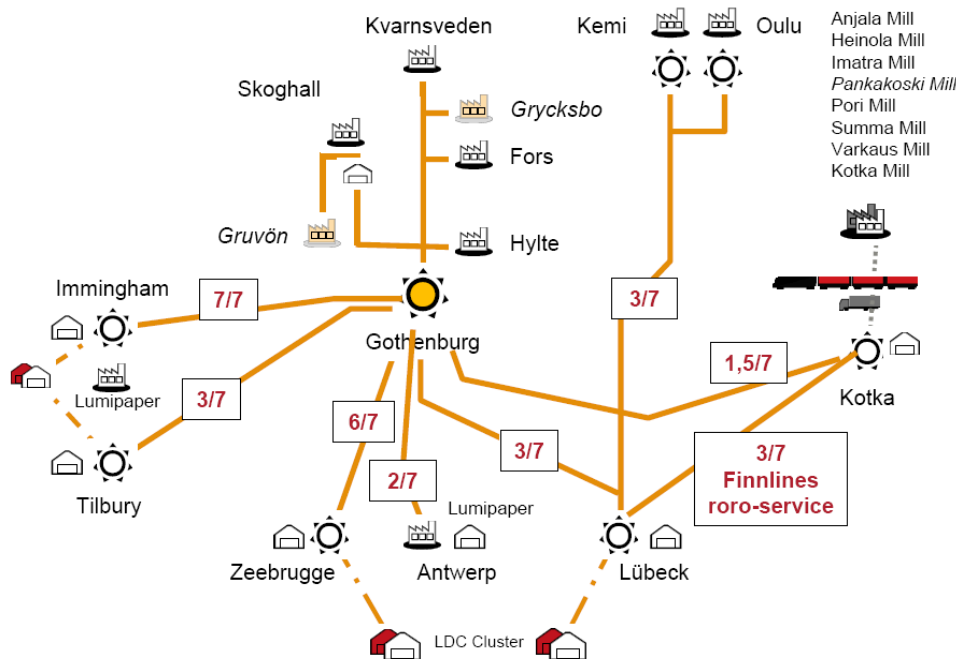 Kvarnsveden
Kemi
Oulu
Anjala Mill
Heinola Mill
Imatra Mill
Pankakoski Mill
Pori Mill
Summa Mill
Varkaus Mill
Kotka Mill
Skoghall
Grycksbo
Fors
Gruvön
Hylte
Immingham
7/7
3/7
Gothenburg
Lumipaper
3/7
1,5/7
Kotka
6/7
3/7
3/7
Finnlines
roro-service
2/7
Tilbury
Lumipaper
Zeebrugge
Antwerp
Lübeck
LDC Cluster